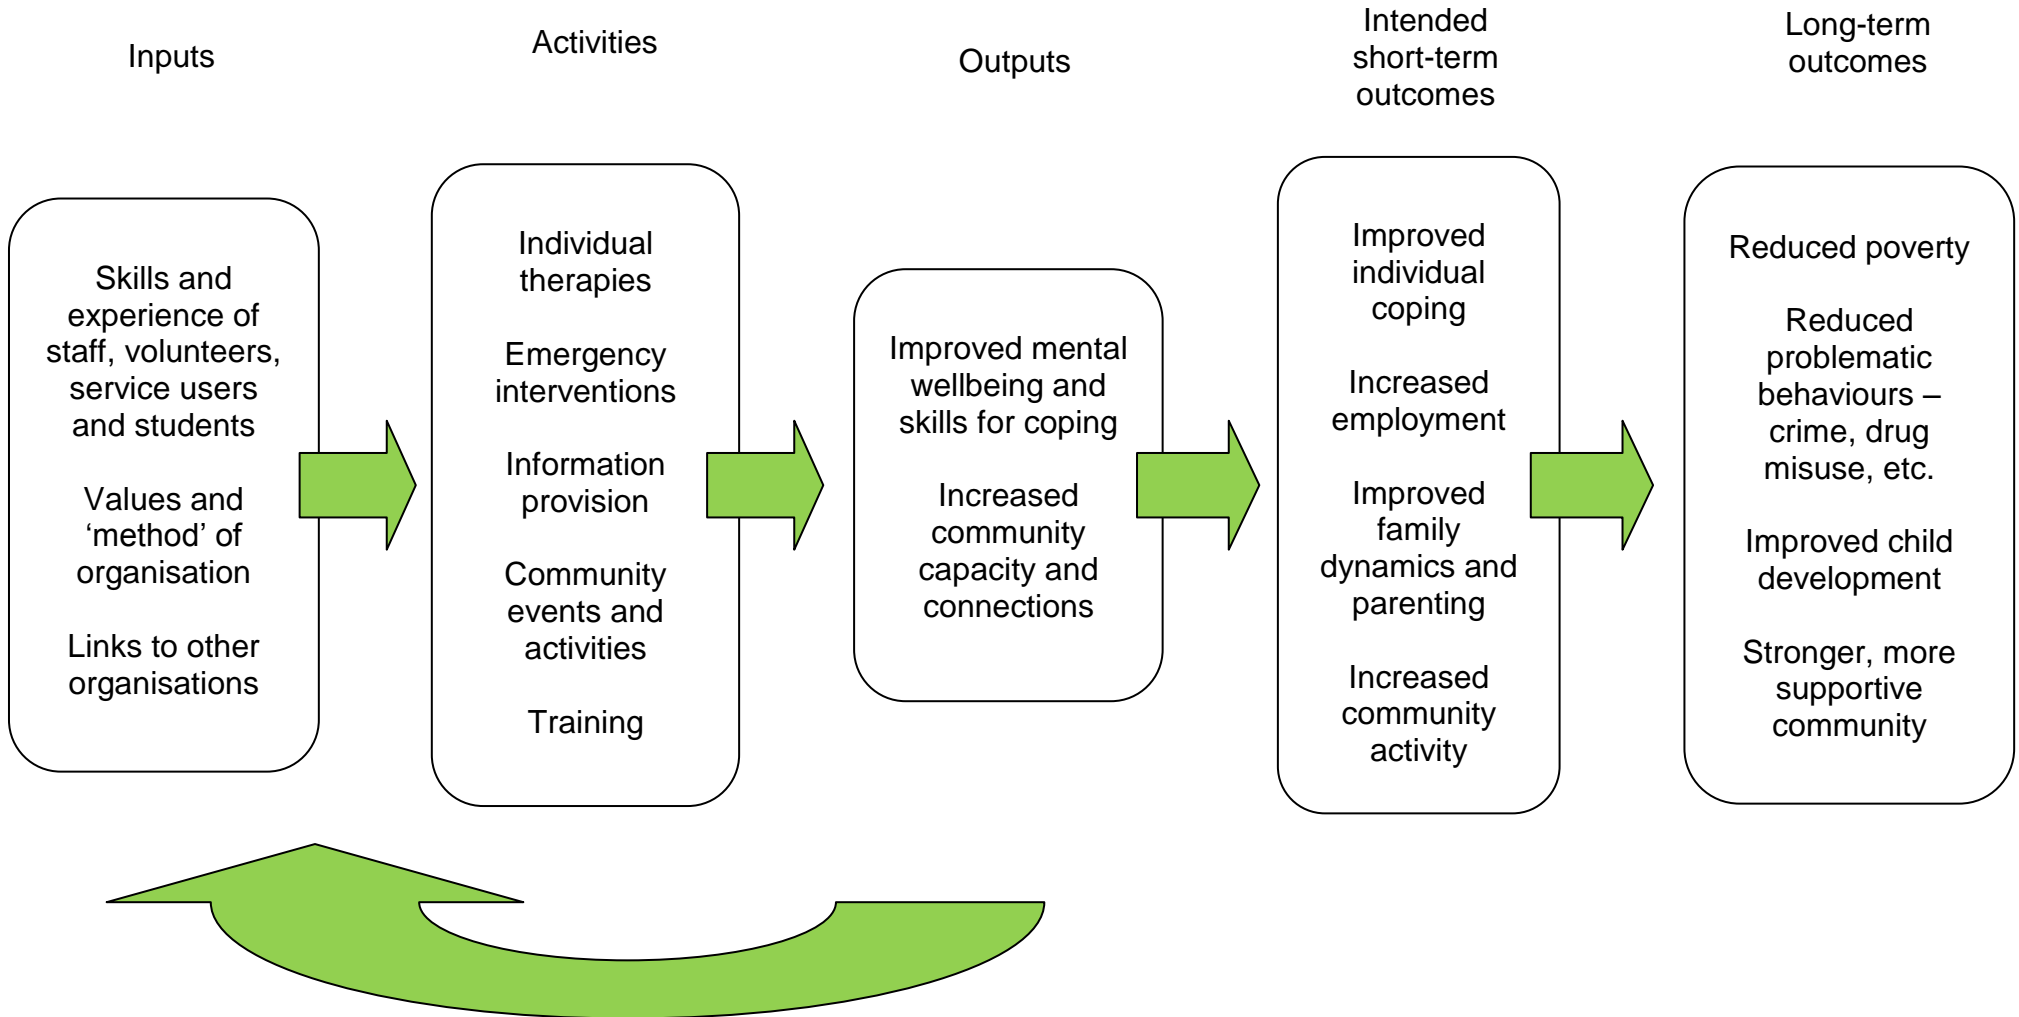 Inputs
Activities
Outputs
Intended
short-term
outcomes
Long-term
outcomes
Skills and
experience of
staff, volunteers,
service users
and students
Values and
‘method’ of
organisation
Links to other
organisations
Individual
therapies
Emergency
interventions
Information
provision
Community
events and
activities
Training
Improved mental
wellbeing and
skills for coping
Increased
community
capacity and
connections
Improved
individual
coping
Increased
employment
Improved
family
dynamics and
parenting
Increased
community
activity
Reduced poverty
Reduced
problematic
behaviours –
crime, drug
misuse, etc.
Improved child
development
Stronger, more
supportive
community